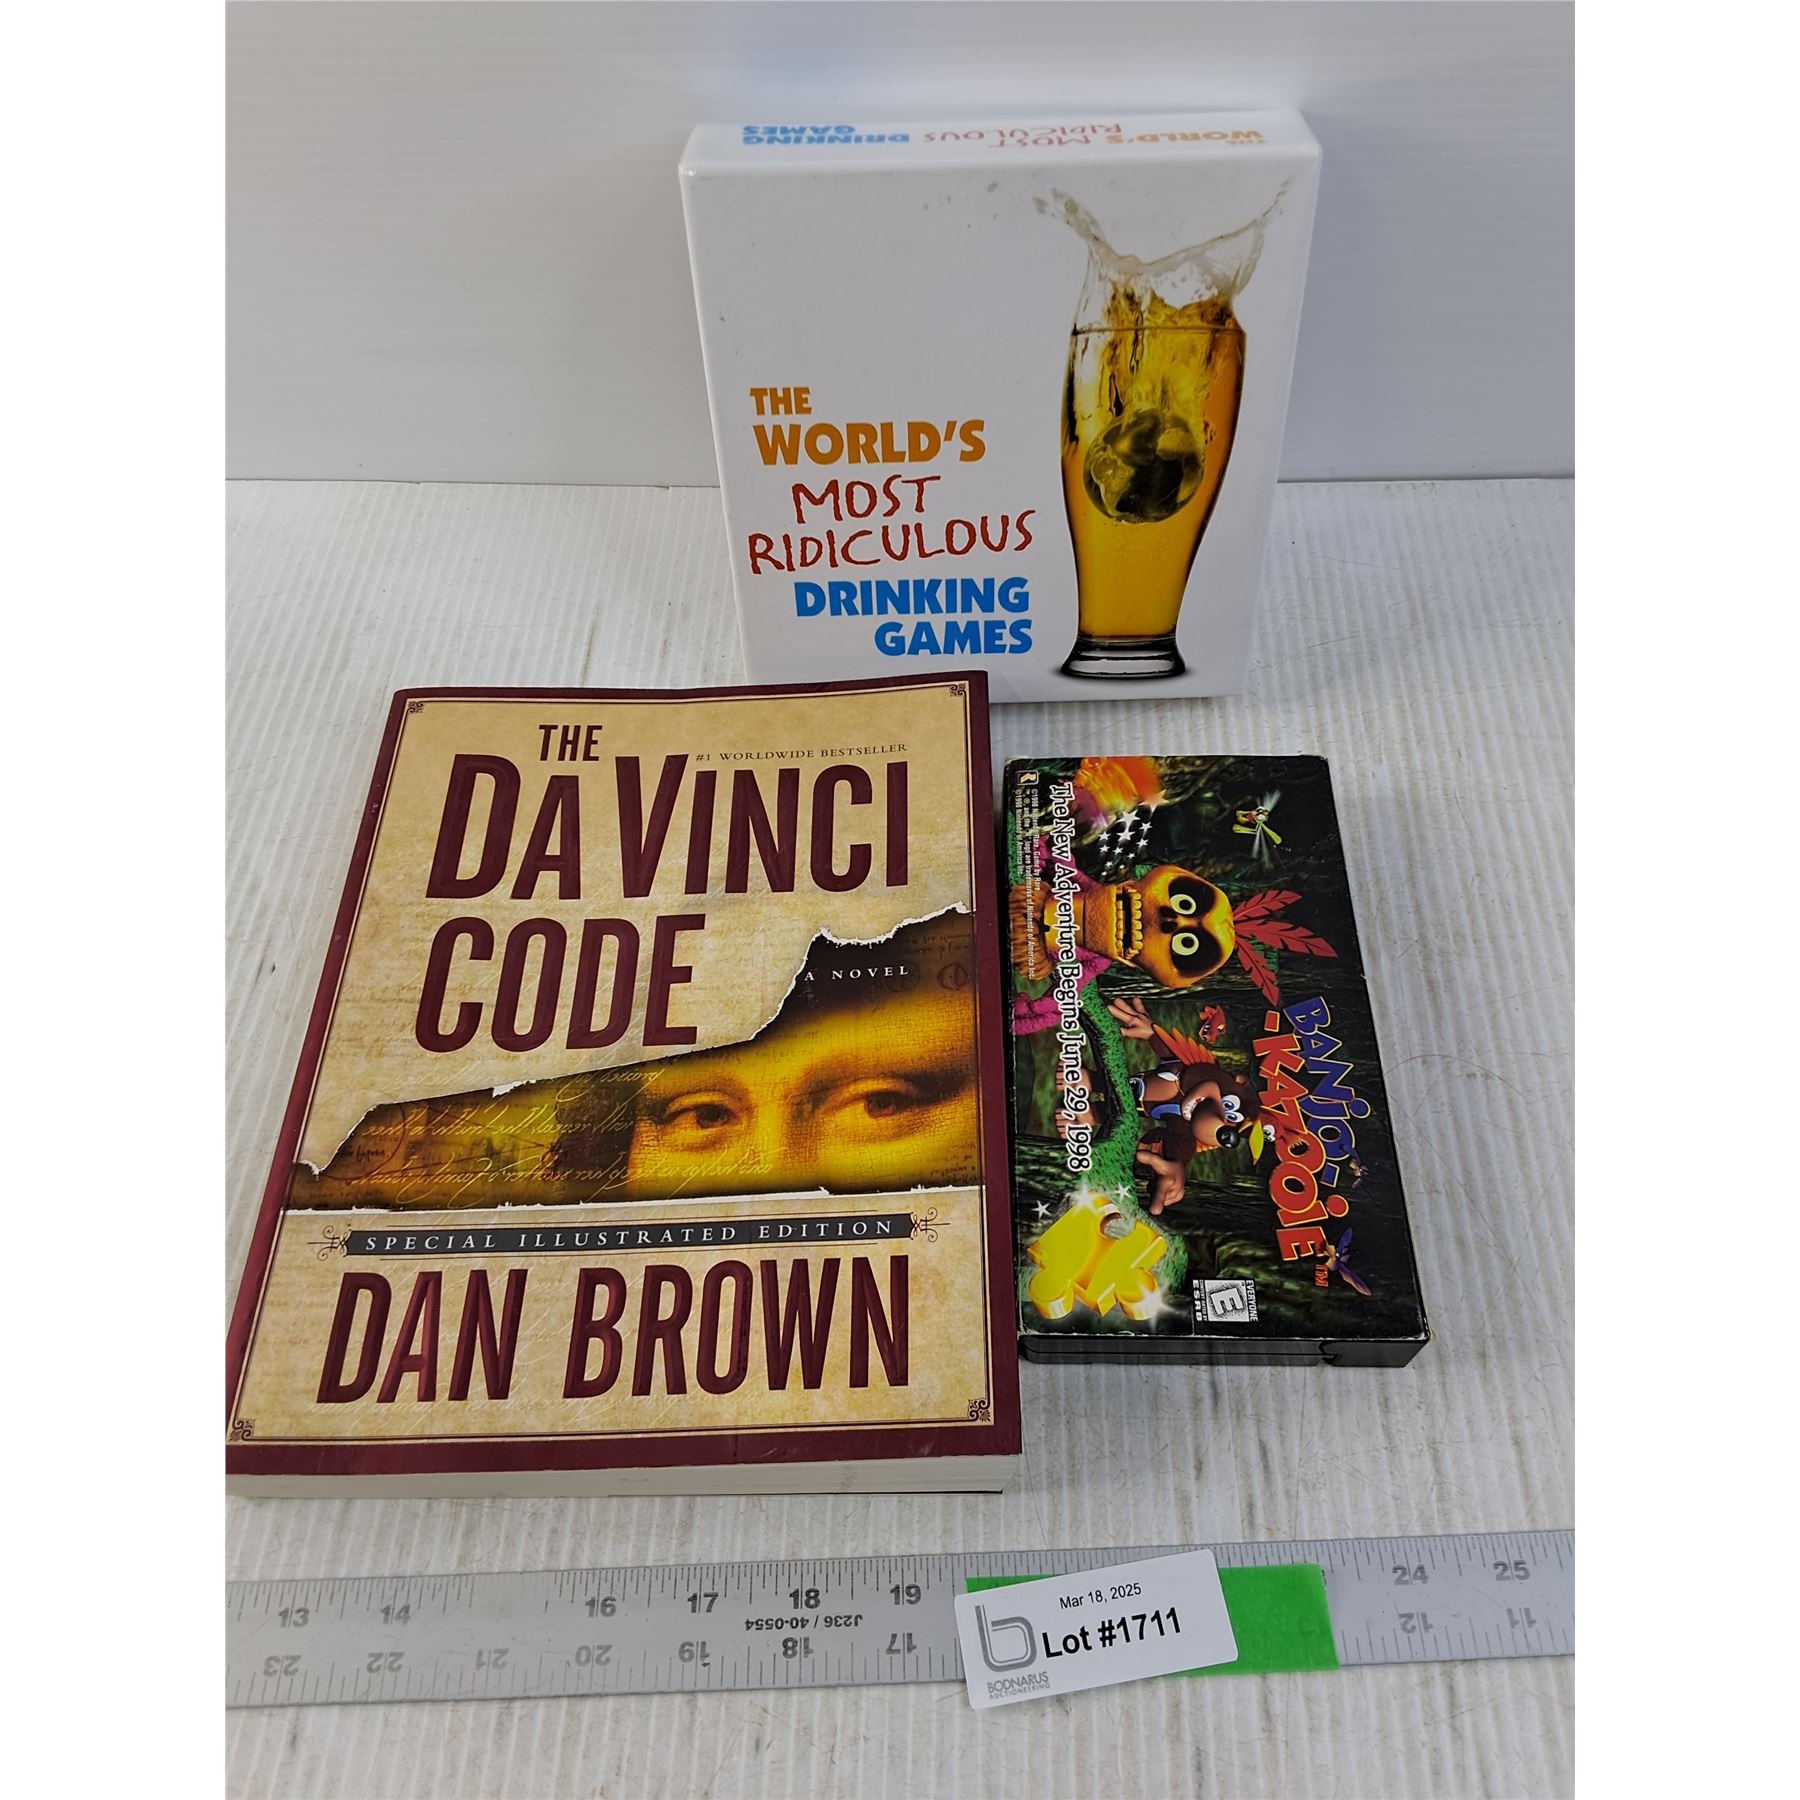 THE WORLD'S MOST RIDICULOUS DRINKING GAMES
THE
WORLD'S
MOST
RIDICULOUS
DRINKING
GAMES
THE
#1 WORLDWIDE BESTSELLER
DA VINCI
CODE
A NOVEL
SPECIAL ILLUSTRATED EDITION
DAN BROWN
BANJO-
-KAZOOIE™
The New Adventure Begins June 29, 1998
EVERYONE
E
ESRB
13 14 16 17 18 19 24 25
J236 / 40-0554
23 22 21 20 19 18 17 12 11
Mar 18, 2025
Lot #1711
BODNARUS
AUCTIONEERING